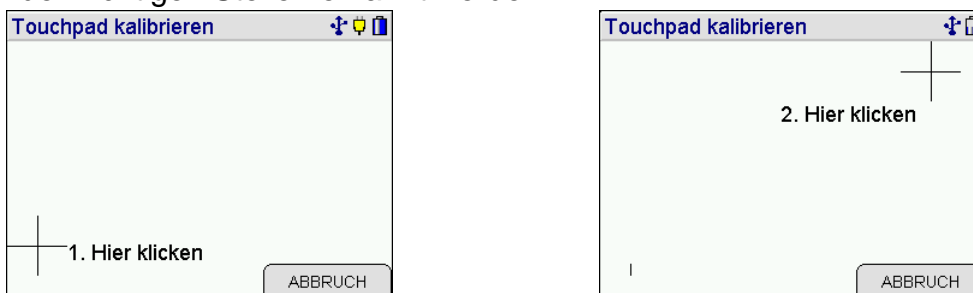 Touchpad kalibrieren
1. Hier klicken
ABBRUCH
Touchpad kalibrieren
2. Hier klicken
ABBRUCH